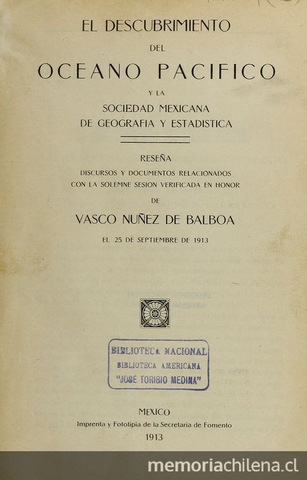 EL DESCUBRIMIENTO
DEL
OCEANO PACIFICO
Y LA
SOCIEDAD MEXICANA
DE GEOGRAFIA Y ESTADISTICA
RESEÑA
DISCURSOS Y DOCUMENTOS RELACIONADOS
CON LA SOLEMNE SESION VERIFICADA EN HONOR
DE
VASCO NUÑEZ DE BALBOA
EL 25 DE SEPTIEMBRE DE 1913
BIBLIOTECA NACIONAL
BIBLIOTECA AMERICANA
"JOSÉ TORIBIO MEDINA"
MEXICO
Imprenta y Fototipia de la Secretaría de Fomento
1913
memoriachilena.cl